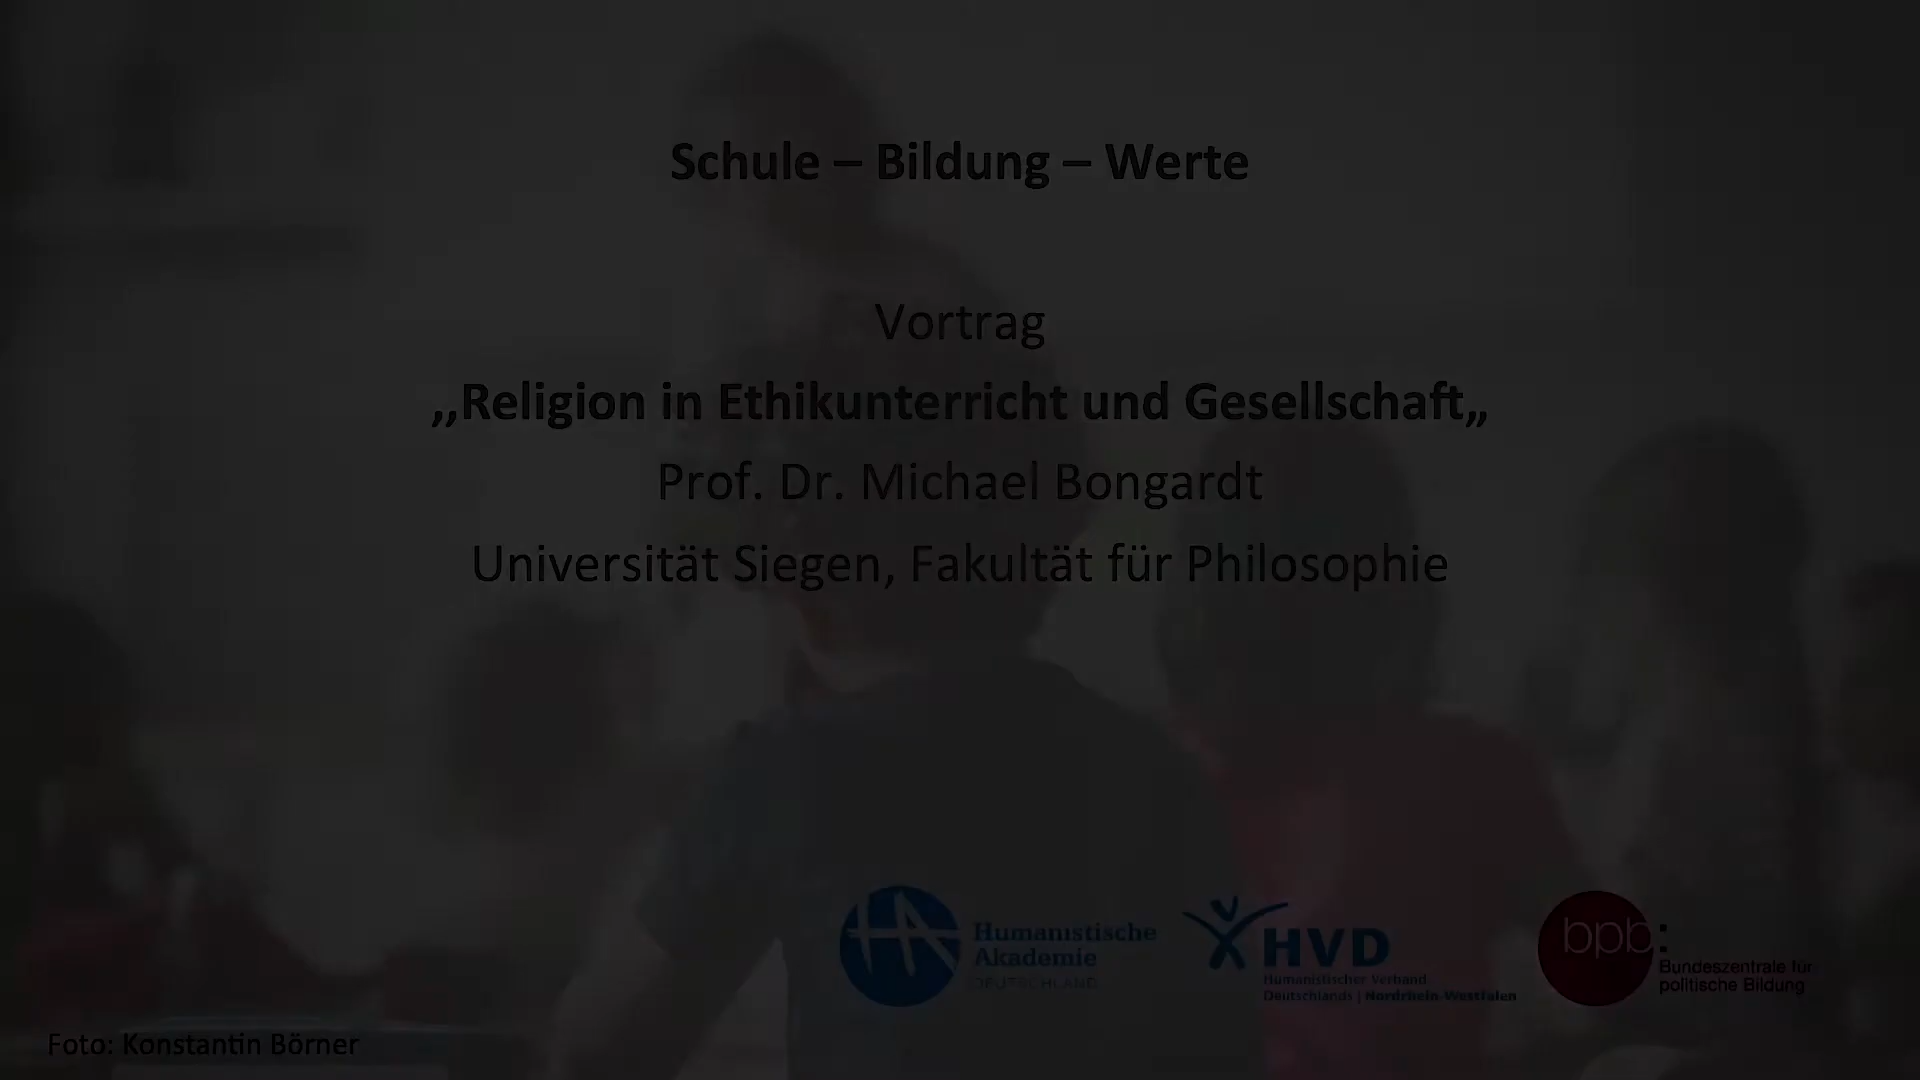 Schule – Bildung – Werte
Vortrag
„Religion in Ethikunterricht und Gesellschaft„
Prof. Dr. Michael Bongardt
Universität Siegen, Fakultät für Philosophie
HA Humanistische
Akademie
DEUTSCHLAND
HVD
Humanistischer Verband
Deutschlands | Nordrhein-Westfalen
bpb:
Bundeszentrale für
politische Bildung
Foto: Konstantin Börner